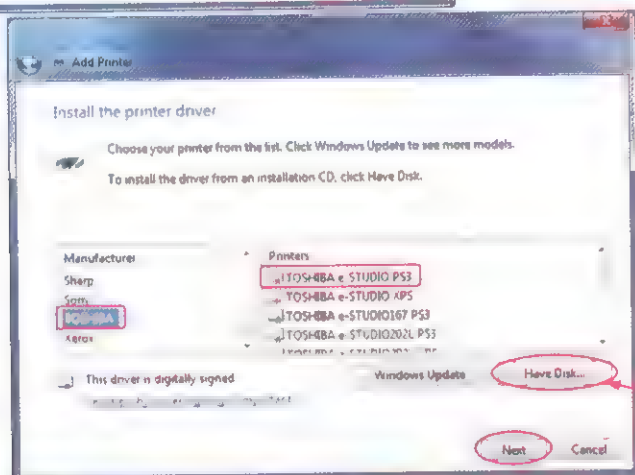 Add Printer
Install the printer driver
Choose your printer from the list. Click Windows Update to see more models.
To install the driver from an installation CD, click Have Disk.
Manufacturer
Printers
Sharp
TOSHIBA e-STUDIO PS3
Sony
TOSHIBA e-STUDIO XPS
TOSHIBA
TOSHIBA e-STUDIO167 PS3
Xerox
TOSHIBA e-STUDIO202L PS3
This driver is digitally signed
Windows Update
Have Disk...
Next
Cancel